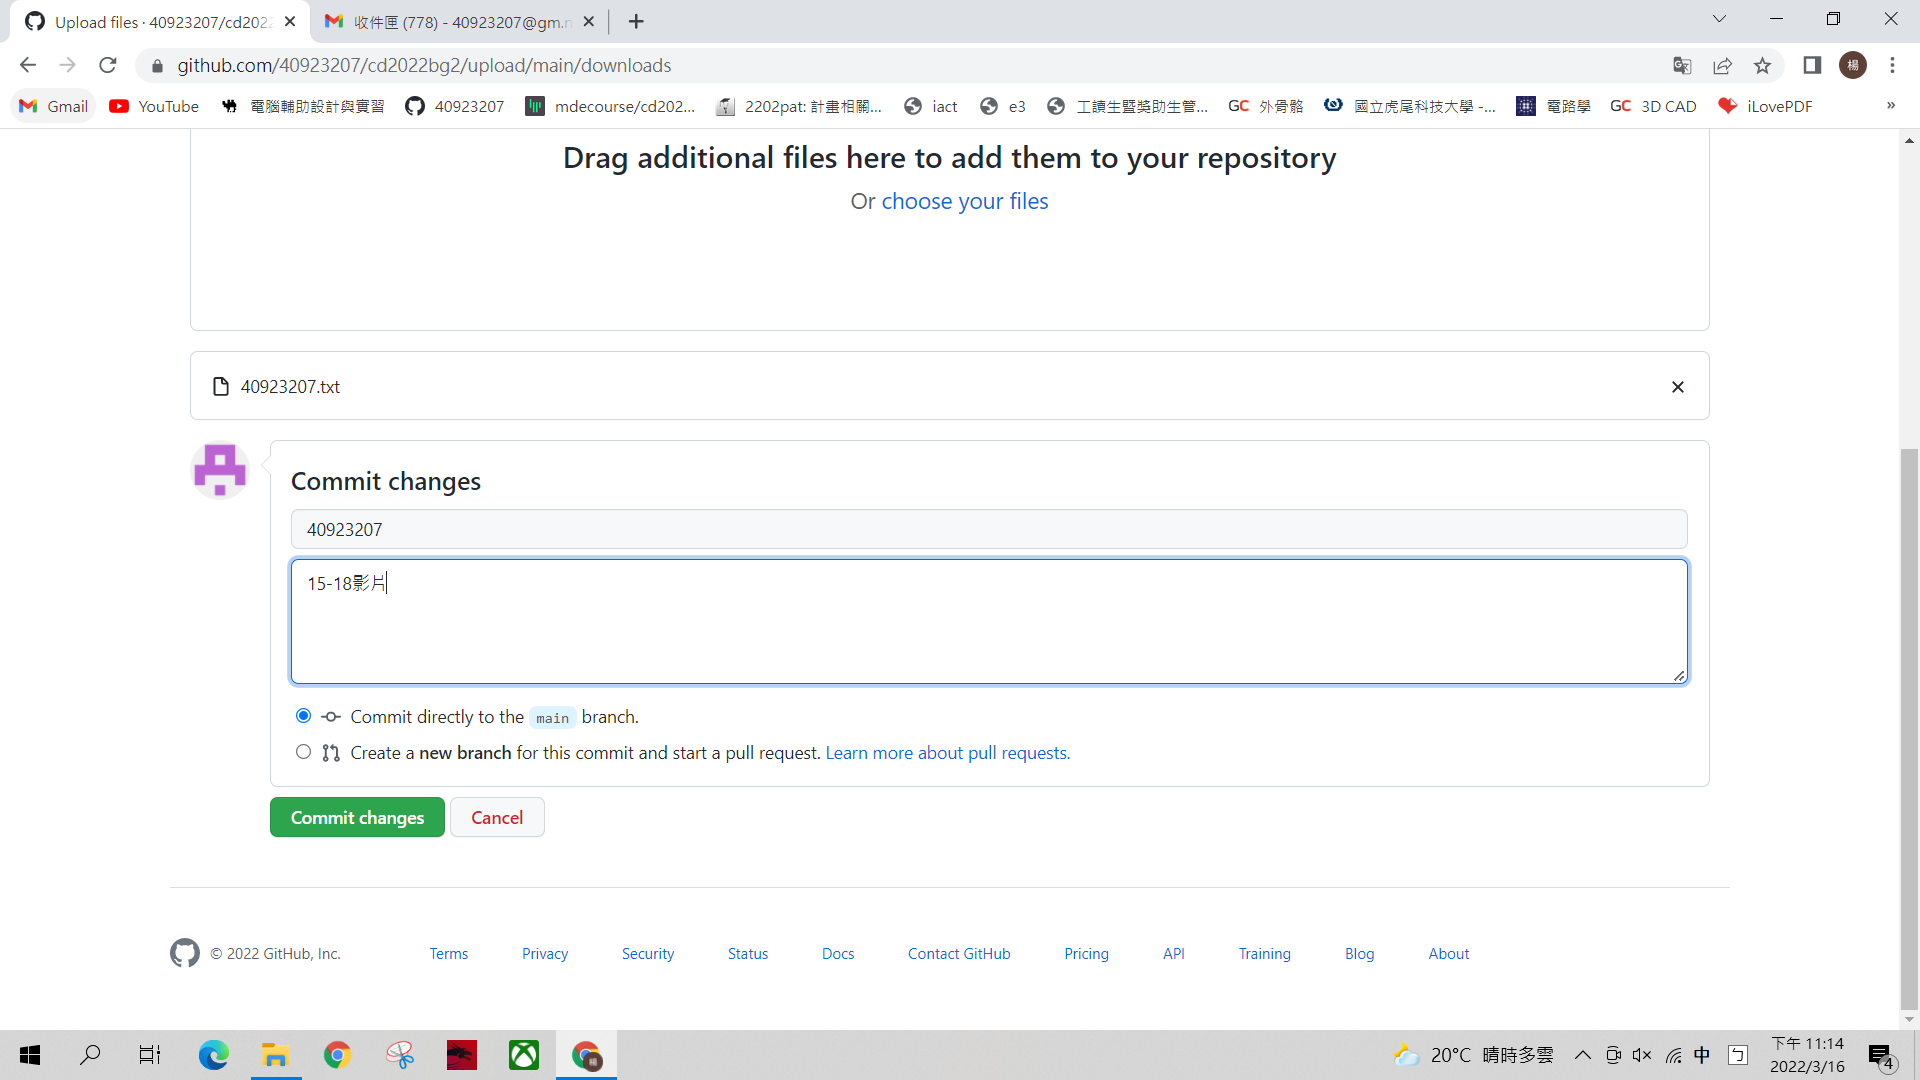 Upload files · 40923207/cd2022
收件匣 (778) - 40923207@gm.n
github.com/40923207/cd2022bg2/upload/main/downloads
Gmail
YouTube
電腦輔助設計與實習
40923207
mdecourse/cd202...
2202pat: 計畫相關...
iact
e3
工讀生暨獎助生管...
GC 外骨骼
國立虎尾科技大學 -...
電路學
GC 3D CAD
iLovePDF
»
楊
Drag additional files here to add them to your repository
Or choose your files
40923207.txt
Commit changes
40923207
15-18影片
Commit directly to the main branch.
Create a new branch for this commit and start a pull request. Learn more about pull requests.
Commit changes
Cancel
© 2022 GitHub, Inc.
Terms
Privacy
Security
Status
Docs
Contact GitHub
Pricing
API
Training
Blog
About
20°C 晴時多雲
中
ㄅ
下午 11:14
2022/3/16
4